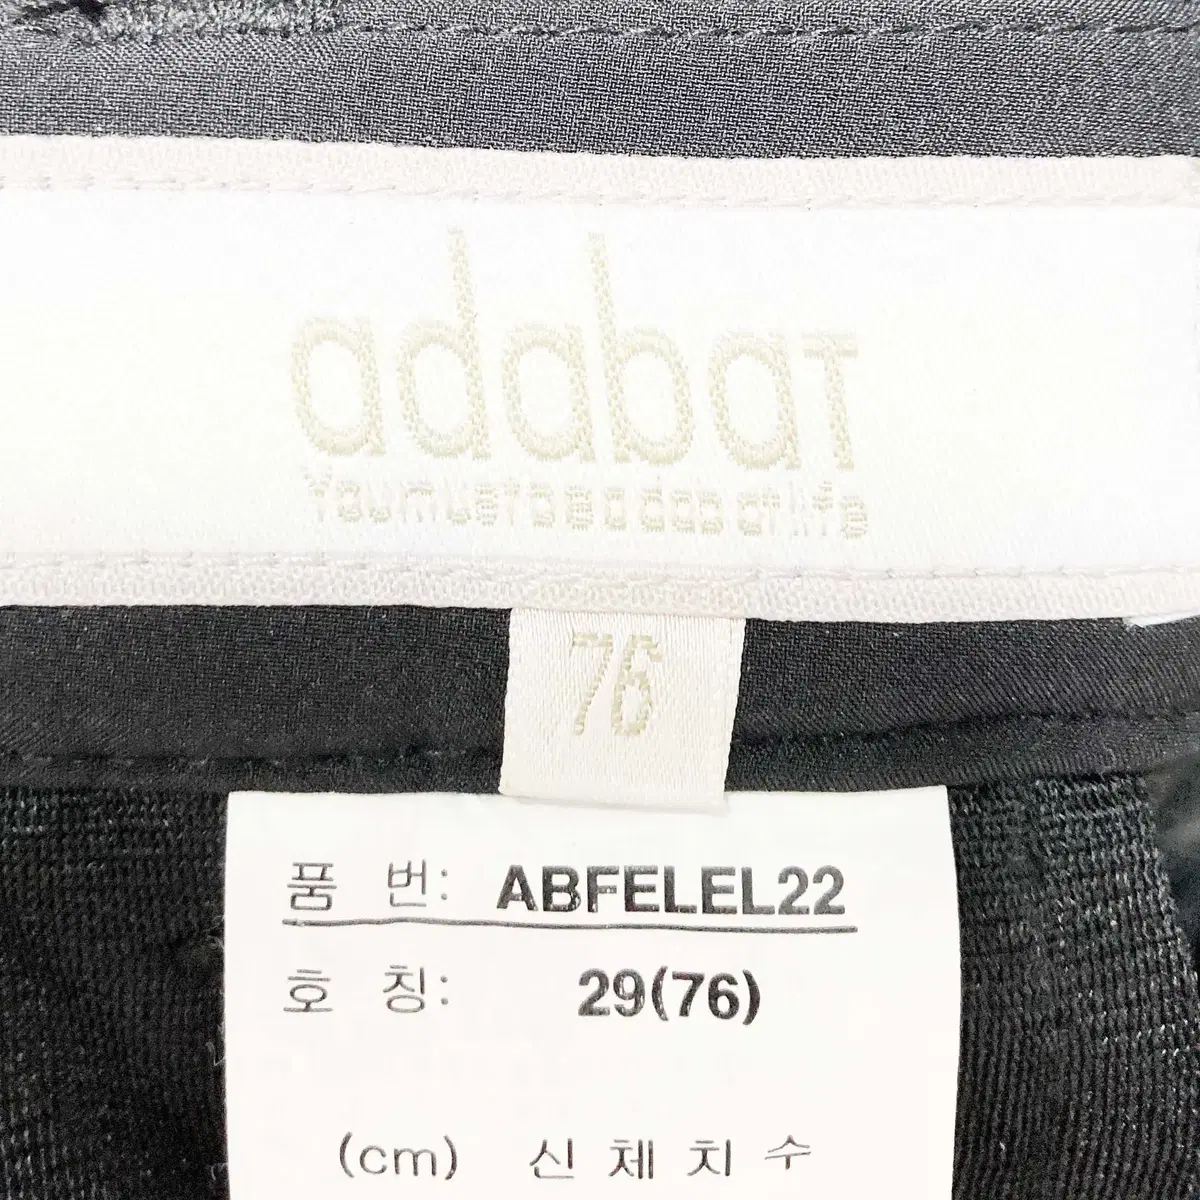 adabaT
76
품 번: ABFELEL22
호 칭: 29(76)
(cm) 신 체 치 수